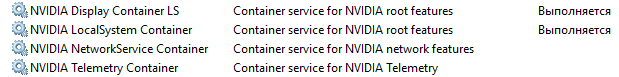 NVIDIA Display Container LS Container service for NVIDIA root features Выполняется
NVIDIA LocalSystem Container Container service for NVIDIA root features Выполняется
NVIDIA NetworkService Container Container service for NVIDIA network features
NVIDIA Telemetry Container Container service for NVIDIA Telemetry